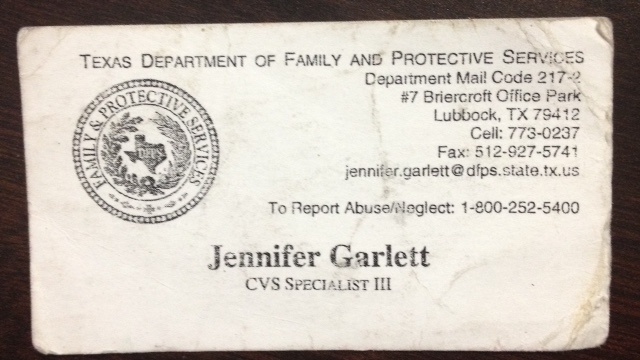 TEXAS DEPARTMENT OF FAMILY AND PROTECTIVE SERVICES
Department Mail Code 217-2
#7 Briercroft Office Park
Lubbock, TX 79412
Cell: 773-0237
Fax: 512-927-5741
jennifer.garlett@dfps.state.tx.us
FAMILY & PROTECTIVE SERVICES
DFPS
To Report Abuse/Neglect: 1-800-252-5400
Jennifer Garlett
CVS SPECIALIST III